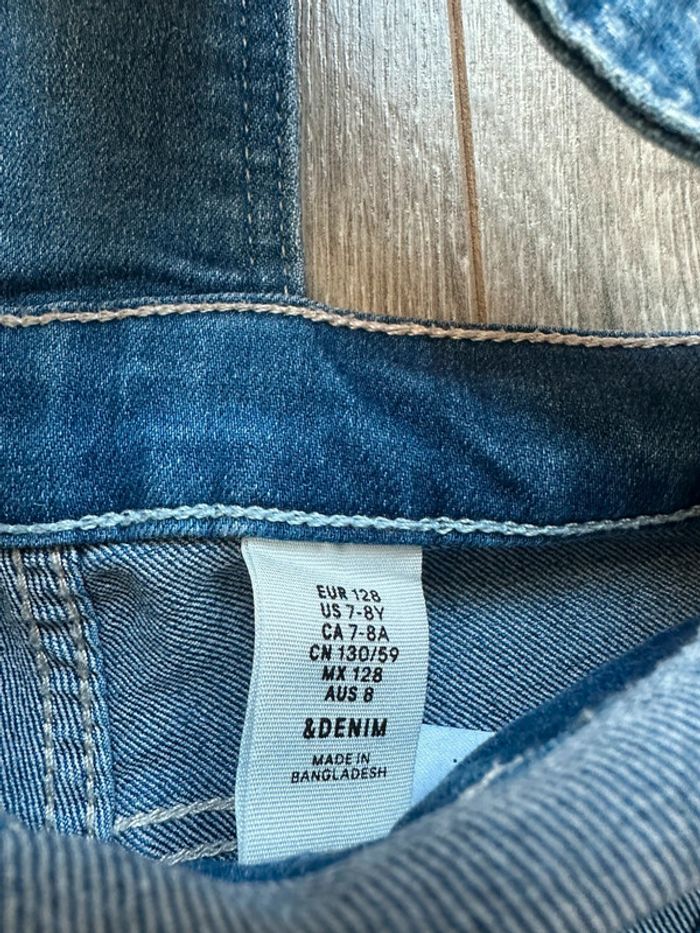 EUR 128
US 7-8Y
CA 7-8A
CN 130/59
MX 128
AUS 8
&DENIM
MADE IN
BANGLADESH